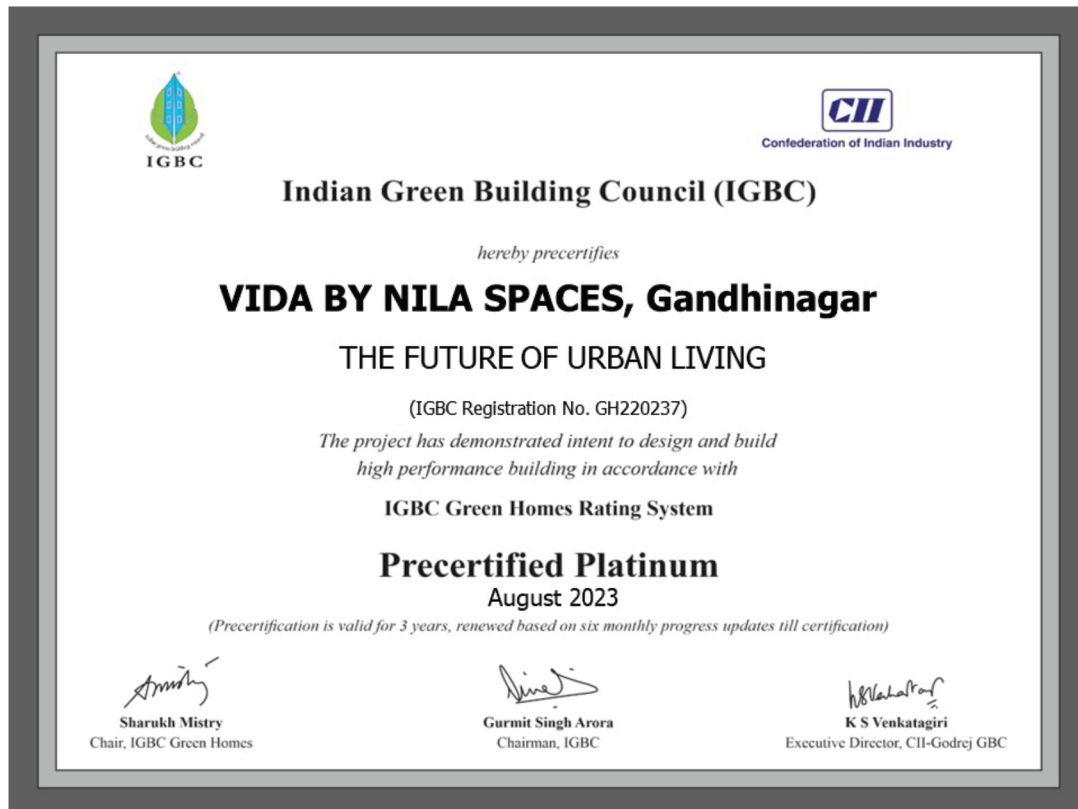 IGBC
CII
Confederation of Indian Industry
Indian Green Building Council (IGBC)
hereby precertifies
VIDA BY NILA SPACES, Gandhinagar
THE FUTURE OF URBAN LIVING
(IGBC Registration No. GH220237)
The project has demonstrated intent to design and build
high performance building in accordance with
IGBC Green Homes Rating System
Precertified Platinum
August 2023
(Precertification is valid for 3 years, renewed based on six monthly progress updates till certification)
Sharukh Mistry
Chair, IGBC Green Homes
Gurmit Singh Arora
Chairman, IGBC
K S Venkatagiri
Executive Director, CII-Godrej GBC